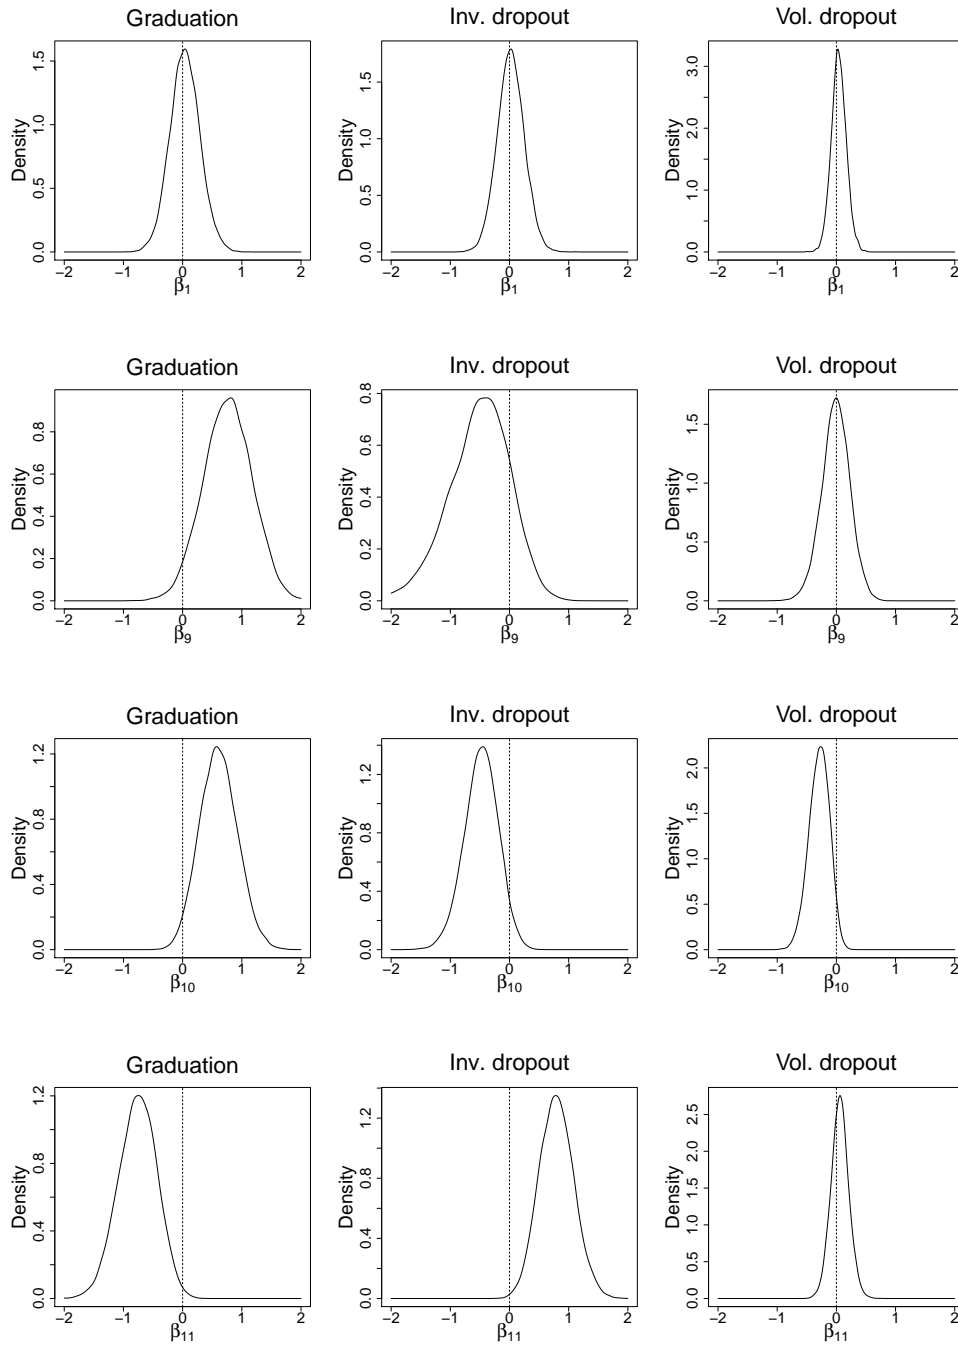 Graduation Inv. dropout Vol. dropout
Density 0.0 0.5 1.0 1.5 Density 0.0 0.5 1.0 1.5 Density 0.0 1.0 2.0 3.0
−2 −1 0 1 2 −2 −1 0 1 2 −2 −1 0 1 2
β1 β1 β1
Graduation Inv. dropout Vol. dropout
Density 0.0 0.2 0.4 0.6 0.8 Density 0.0 0.2 0.4 0.6 0.8 Density 0.0 0.5 1.0 1.5
−2 −1 0 1 2 −2 −1 0 1 2 −2 −1 0 1 2
β9 β9 β9
Graduation Inv. dropout Vol. dropout
Density 0.0 0.4 0.8 1.2 Density 0.0 0.4 0.8 1.2 Density 0.0 0.5 1.0 1.5 2.0
−2 −1 0 1 2 −2 −1 0 1 2 −2 −1 0 1 2
β10 β10 β10
Graduation Inv. dropout Vol. dropout
Density 0.0 0.4 0.8 1.2 Density 0.0 0.4 0.8 1.2 Density 0.0 0.5 1.0 1.5 2.0 2.5
−2 −1 0 1 2 −2 −1 0 1 2 −2 −1 0 1 2
β11 β11 β11